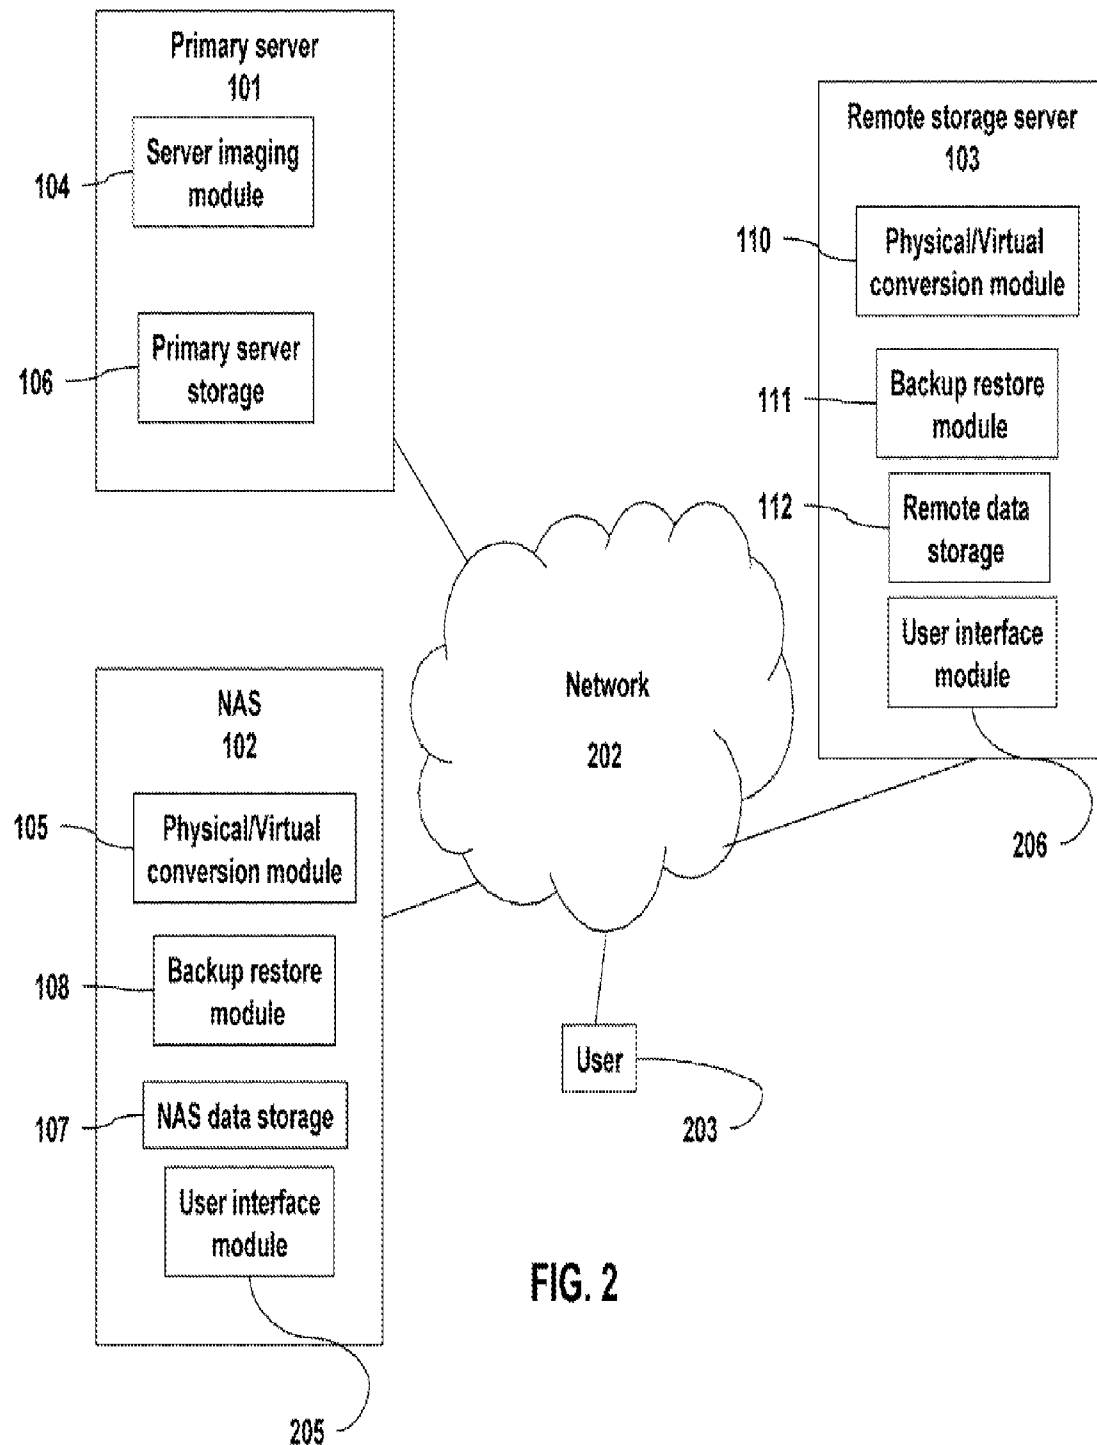 Primary server
101
Server imaging
module
104
Primary server
storage
106
Remote storage server
103
Physical/Virtual
conversion module
110
Backup restore
module
111
Remote data
storage
112
User interface
module
206
Network
202
NAS
102
Physical/Virtual
conversion module
105
Backup restore
module
108
NAS data storage
107
User interface
module
205
User
203
FIG. 2